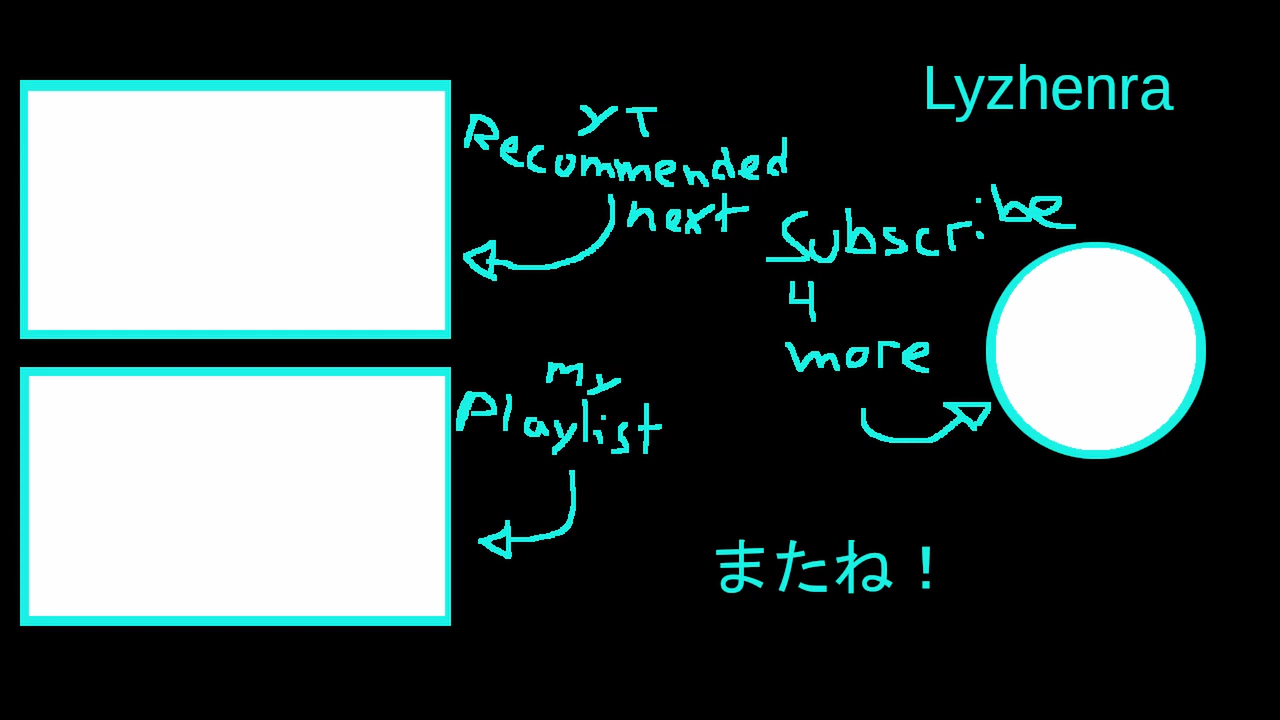 Lyzhenra
YT
Recommended
next
Subscribe
4
more
My
Playlist
またね！